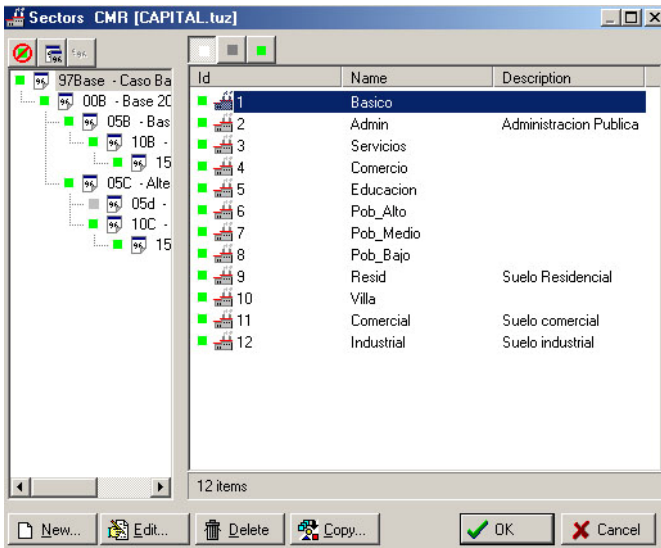 Sectors CMR [CAPITAL.tuz]
97Base - Caso Ba
00B - Base 20
05B - Bas
10B -
15
05C - Alte
05d -
10C -
15
Id Name Description
1 Basico
2 Admin Administracion Publica
3 Servicios
4 Comercio
5 Educacion
6 Pob_Alto
7 Pob_Medio
8 Pob_Bajo
9 Resid Suelo Residencial
10 Villa
11 Comercial Suelo comercial
12 Industrial Suelo industrial
12 items
New... Edit... Delete Copy... OK Cancel